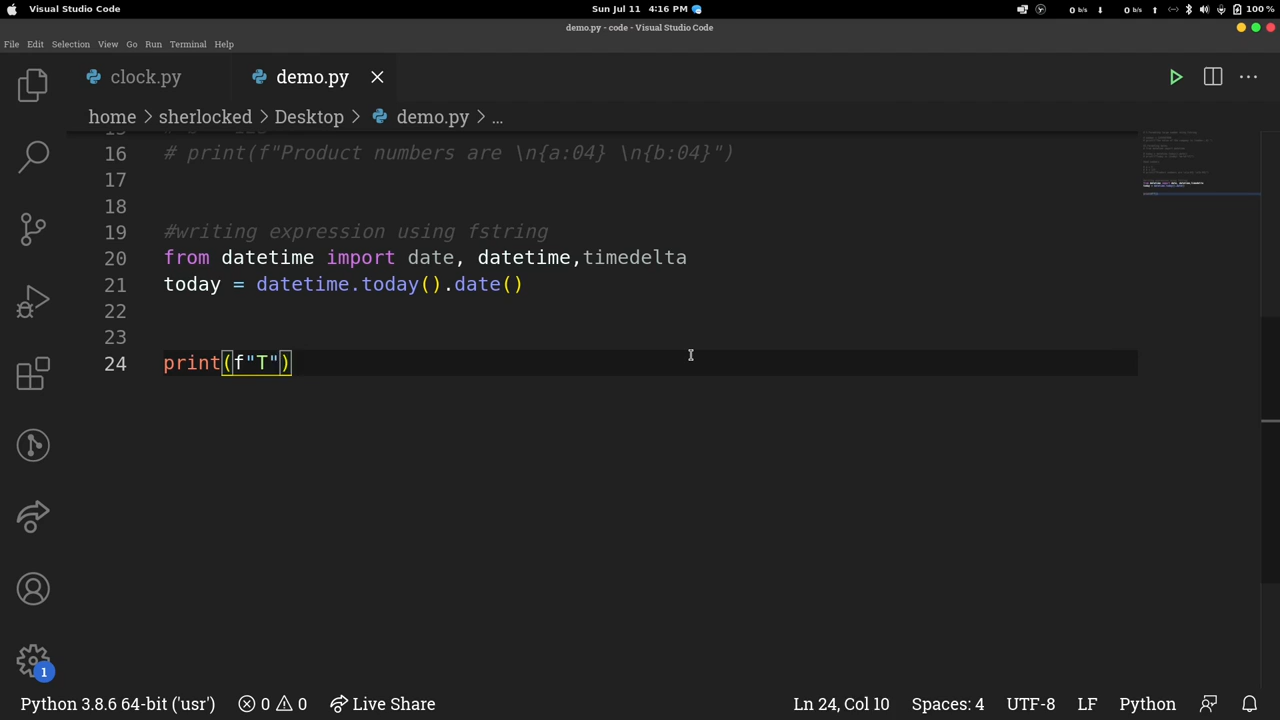 Visual Studio Code
Sun Jul 11 4:16 PM
0 B/s
0 B/s
100 %
demo.py - code - Visual Studio Code
File Edit Selection View Go Run Terminal Help
clock.py
demo.py
home > sherlocked > Desktop > demo.py > ...
16 # print(f"Product numbers are \n{a:04} \n{b:04}")
17
18
19 #writing expression using fstring
20 from datetime import date, datetime,timedelta
21 today = datetime.today().date()
22
23
24 print(f"T")
1
Python 3.8.6 64-bit ('usr') 0 0 Live Share Ln 24, Col 10 Spaces: 4 UTF-8 LF Python